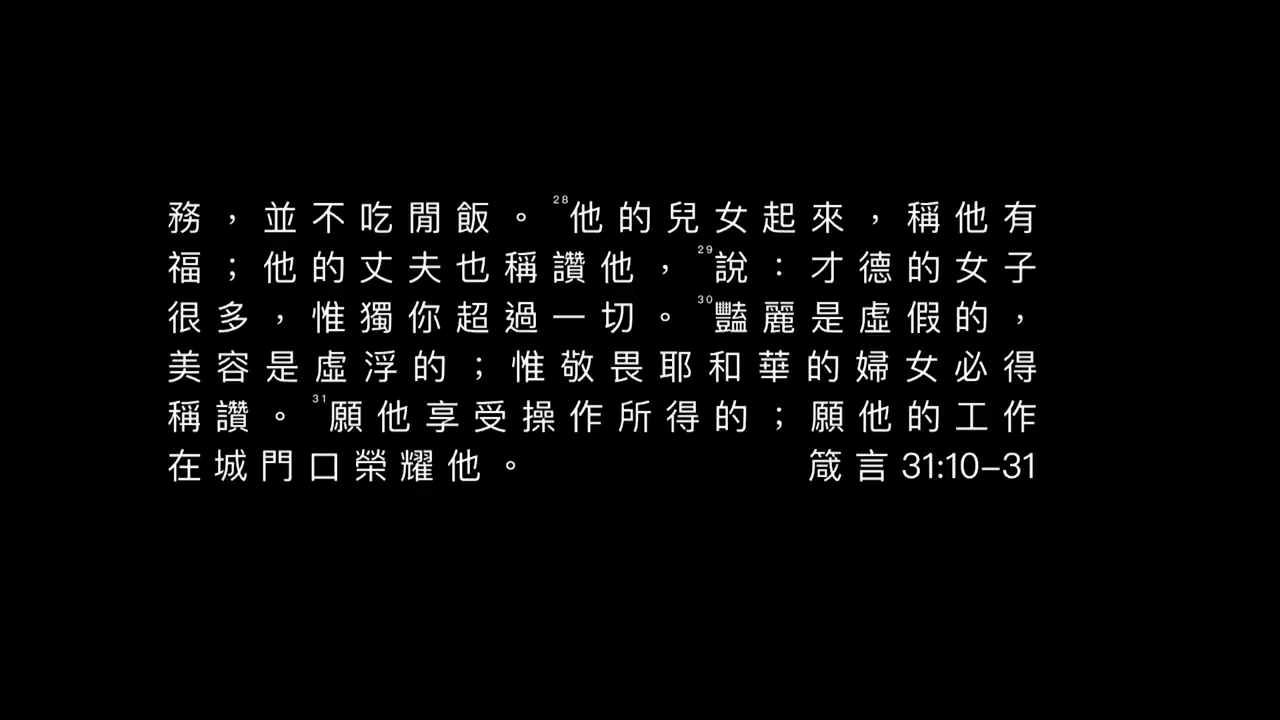 務，並不吃閒飯。28他的兒女起來，稱他有
福；他的丈夫也稱讚他，29說：才德的女子
很多，惟獨你超過一切。30豔麗是虛假的，
美容是虛浮的；惟敬畏耶和華的婦女必得
稱讚。31願他享受操作所得的；願他的工作
在城門口榮耀他。 箴言 31:10–31